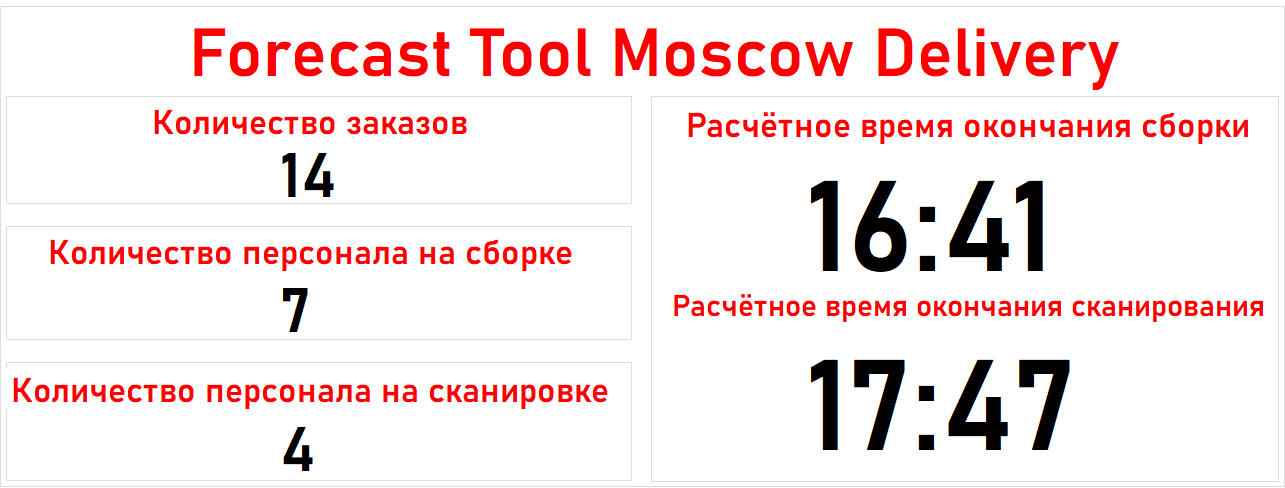 Forecast Tool Moscow Delivery
Количество заказов
14
Количество персонала на сборке
7
Количество персонала на сканировке
4
Расчётное время окончания сборки
16:41
Расчётное время окончания сканирования
17:47